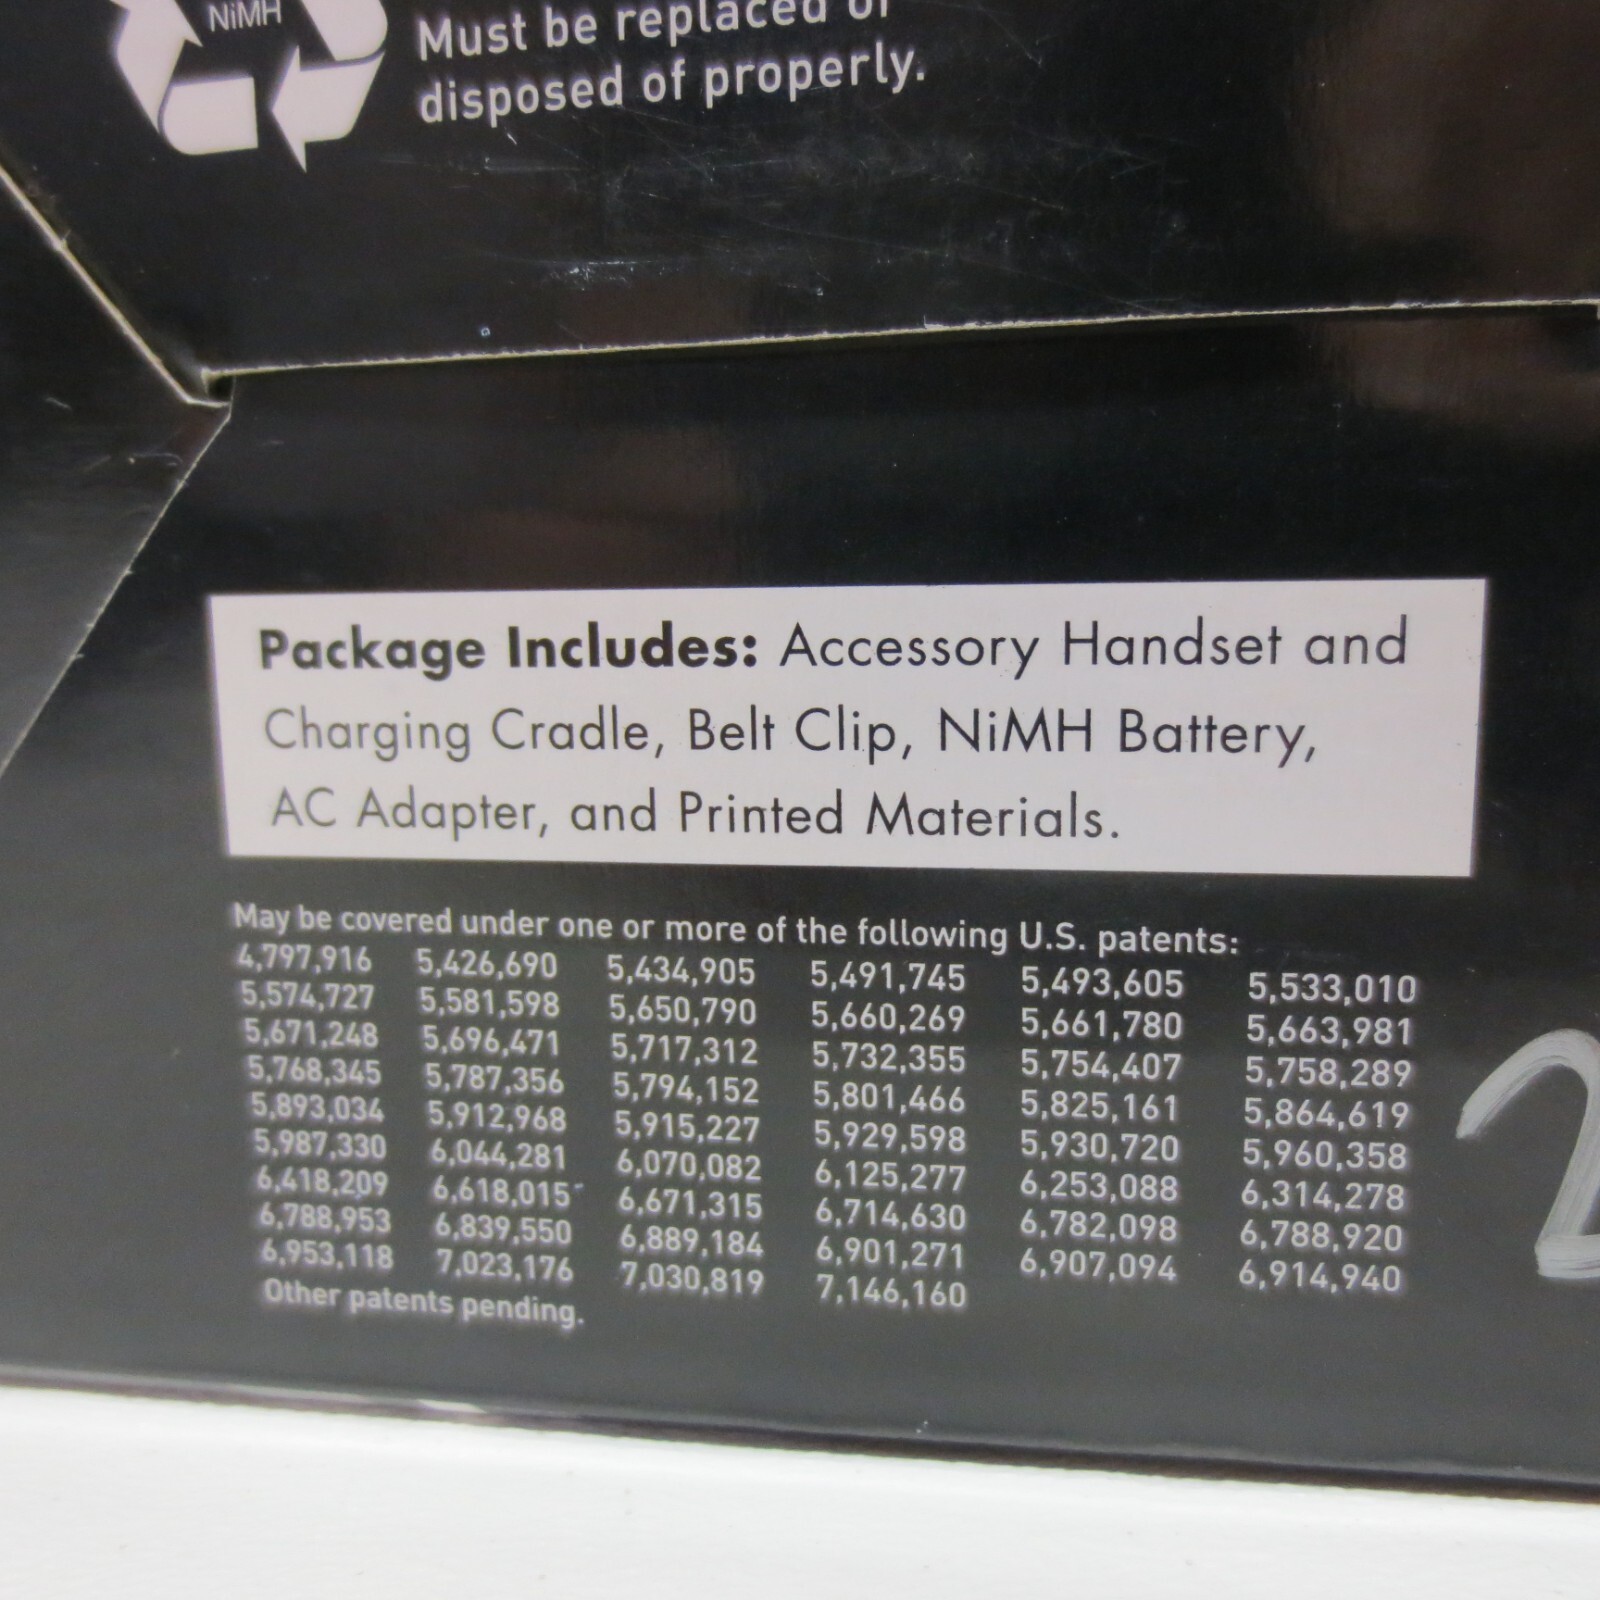 NiMH
Must be replaced or
disposed of properly.
Package Includes: Accessory Handset and
Charging Cradle, Belt Clip, NiMH Battery,
AC Adapter, and Printed Materials.
May be covered under one or more of the following U.S. patents:
4,797,916 5,426,690 5,434,905 5,491,745 5,493,605 5,533,010
5,574,727 5,581,598 5,650,790 5,660,269 5,661,780 5,663,981
5,671,248 5,696,471 5,717,312 5,732,355 5,754,407 5,758,289
5,768,345 5,787,356 5,794,152 5,801,466 5,825,161 5,864,619
5,893,034 5,912,968 5,915,227 5,929,598 5,930,720 5,960,358
5,987,330 6,044,281 6,070,082 6,125,277 6,253,088 6,314,278
6,418,209 6,618,015 6,671,315 6,714,630 6,782,098 6,788,920
6,788,953 6,839,550 6,889,184 6,901,271 6,907,094 6,914,940
6,953,118 7,023,176 7,030,819 7,146,160
Other patents pending.
2